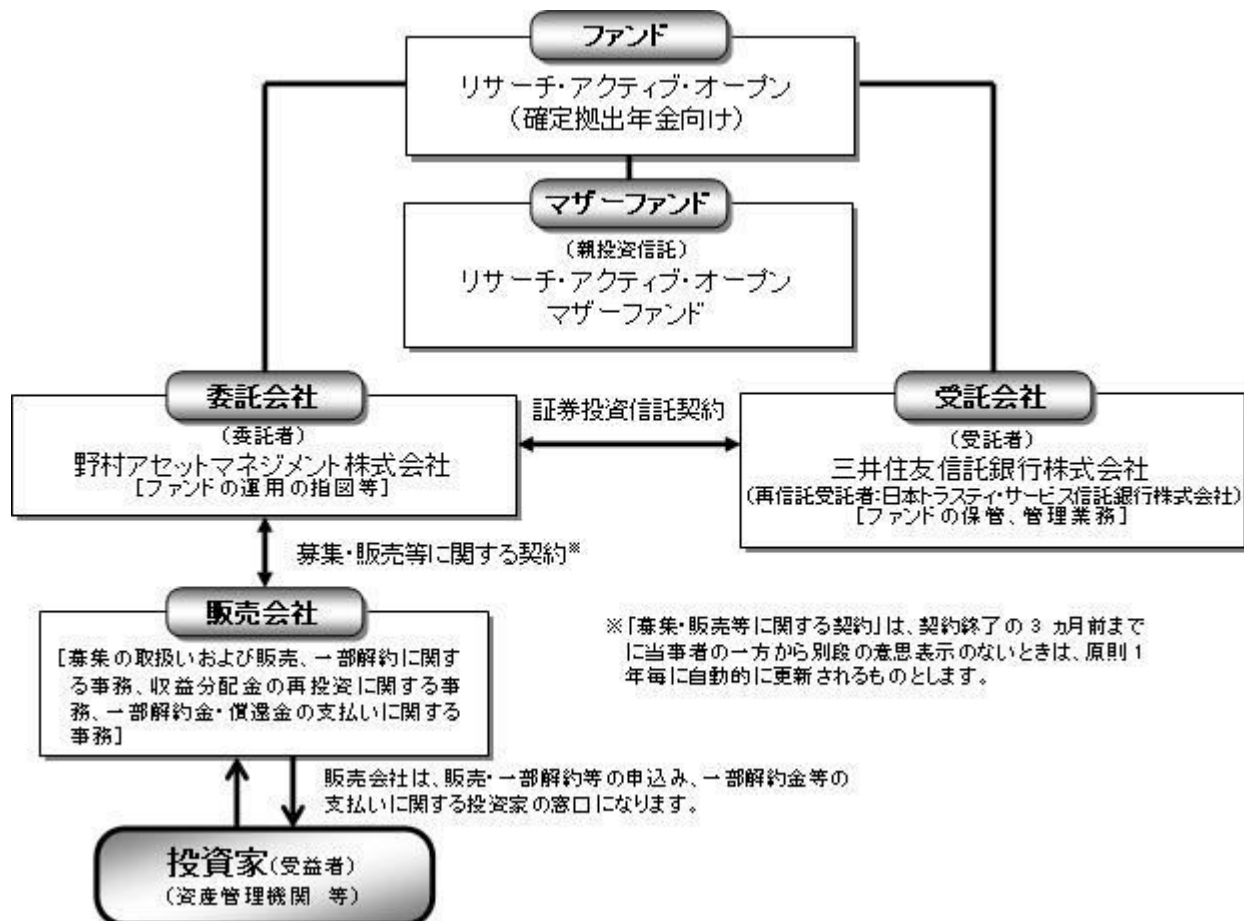 ファンド
リサーチ・アクティブ・オープン
（確定拠出年金向け）
マザーファンド
（親投資信託）
リサーチ・アクティブ・オープン
マザーファンド
委託会社
（委託者）
野村アセットマネジメント株式会社
［ファンドの運用の指図等］
証券投資信託契約
受託会社
（受託者）
三井住友信託銀行株式会社
（再信託受託者：日本トラスティ・サービス信託銀行株式会社）
［ファンドの保管、管理業務］
募集・販売等に関する契約※
販売会社
［募集の取扱いおよび販売、一部解約に関す
る事務、収益分配金の再投資に関する事
務、一部解約金・償還金の支払いに関する
事務］
※「募集・販売等に関する契約」は、契約終了の 3 ヵ月前まで
に当事者の一方から別段の意思表示のないときは、原則 1
年毎に自動的に更新されるものとします。
販売会社は、販売・一部解約等の申込み、一部解約金等の
支払いに関する投資家の窓口になります。
投資家（受益者）
（資産管理機関 等）